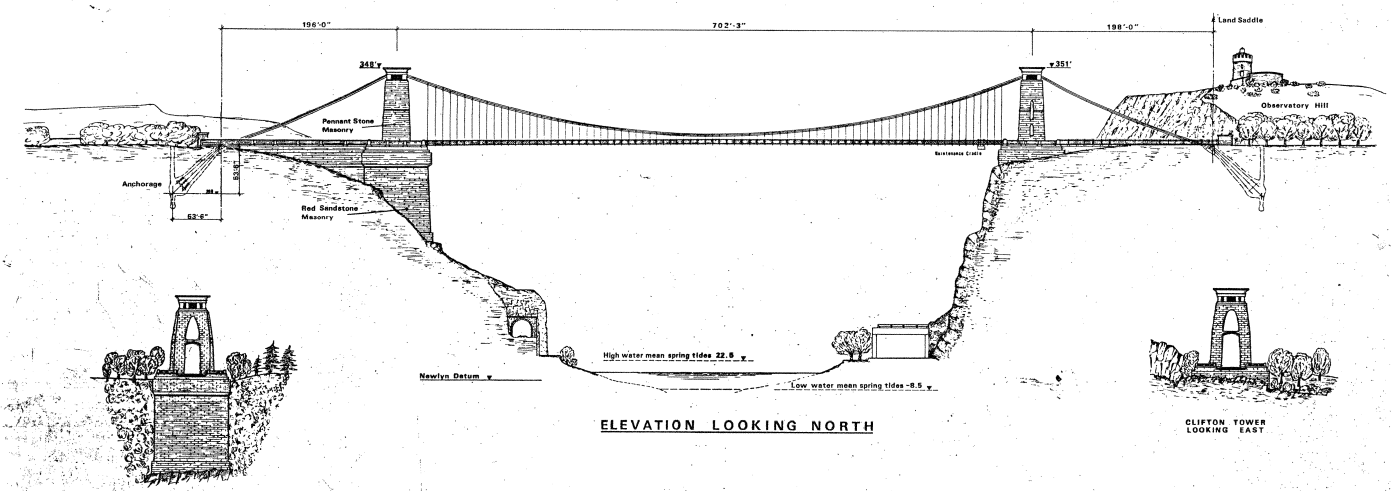 196'-0"
702'-3"
198'-0"
Land Saddle
348'
351'
Observatory Hill
Pennant Stone
Masonry
Maintenance Cradle
Anchorage
53'6"
63'-6"
Red Sandstone
Masonry
High water mean spring tides 22.5
Newlyn Datum
Low water mean spring tides -8.5
ELEVATION LOOKING NORTH
CLIFTON TOWER
LOOKING EAST